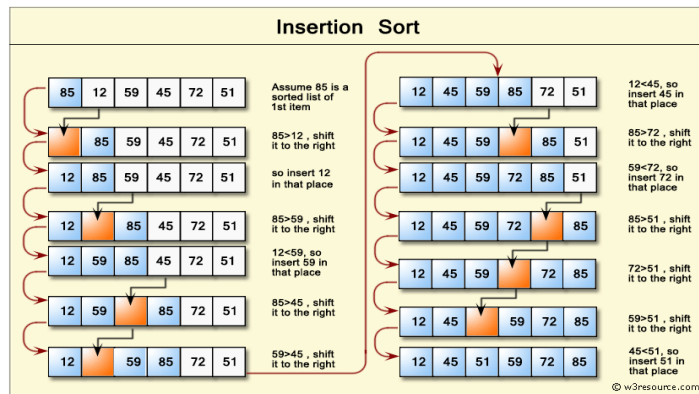 Insertion Sort
85 12 59 45 72 51
Assume 85 is a
sorted list of
1st item
85 59 45 72 51
85>12 , shift
it to the right
12 85 59 45 72 51
so insert 12
in that place
12 85 45 72 51
85>59 , shift
it to the right
12 59 85 45 72 51
12<59, so
insert 59 in
that place
12 59 85 72 51
85>45 , shift
it to the right
12 59 85 72 51
59>45 , shift
it to the right
12 45 59 85 72 51
12<45, so
insert 45 in
that place
12 45 59 85 51
85>72 , shift
it to the right
12 45 59 72 85 51
59<72, so
insert 72 in
that place
12 45 59 72 85
85>51 , shift
it to the right
12 45 59 72 85
72>51 , shift
it to the right
12 45 59 72 85
59>51 , shift
it to the right
12 45 51 59 72 85
45<51, so
insert 51 in
that place
© w3resource.com